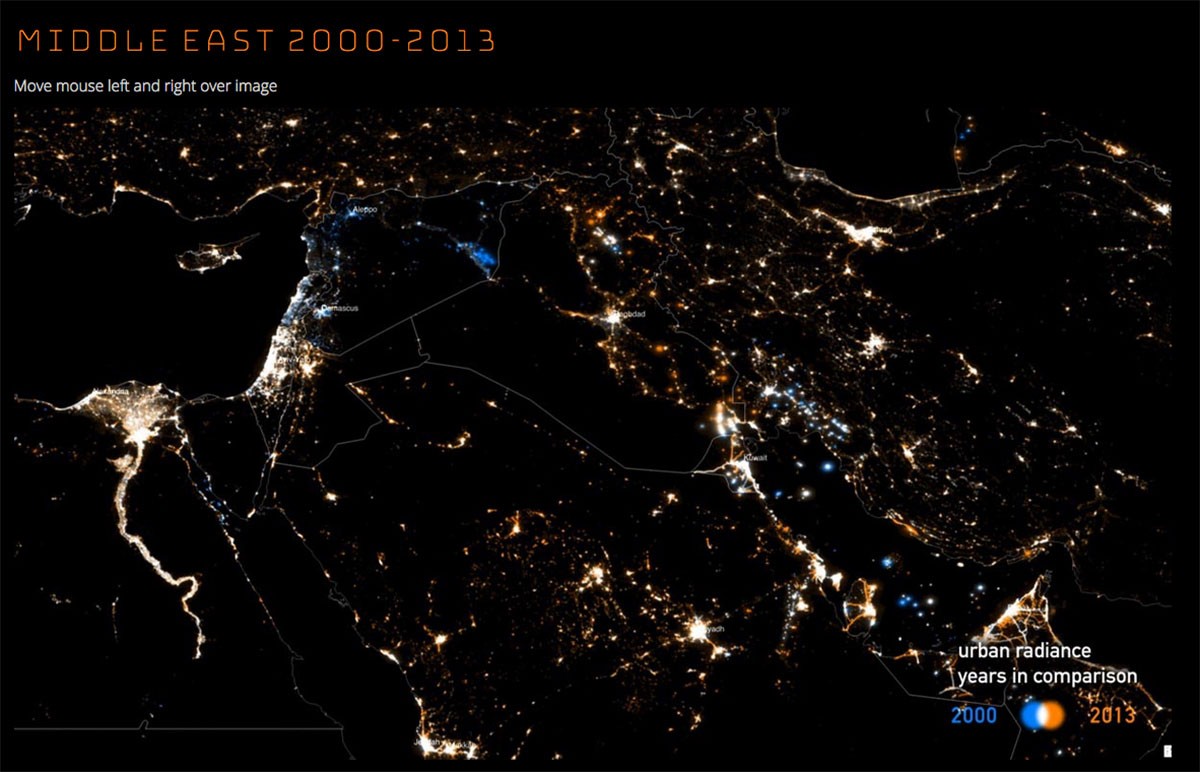 MIDDLE EAST 2000-2013
Move mouse left and right over image
Aleppo
Damascus
Baghdad
Alexandria
Kuwait
urban radiance
years in comparison
2000 2013